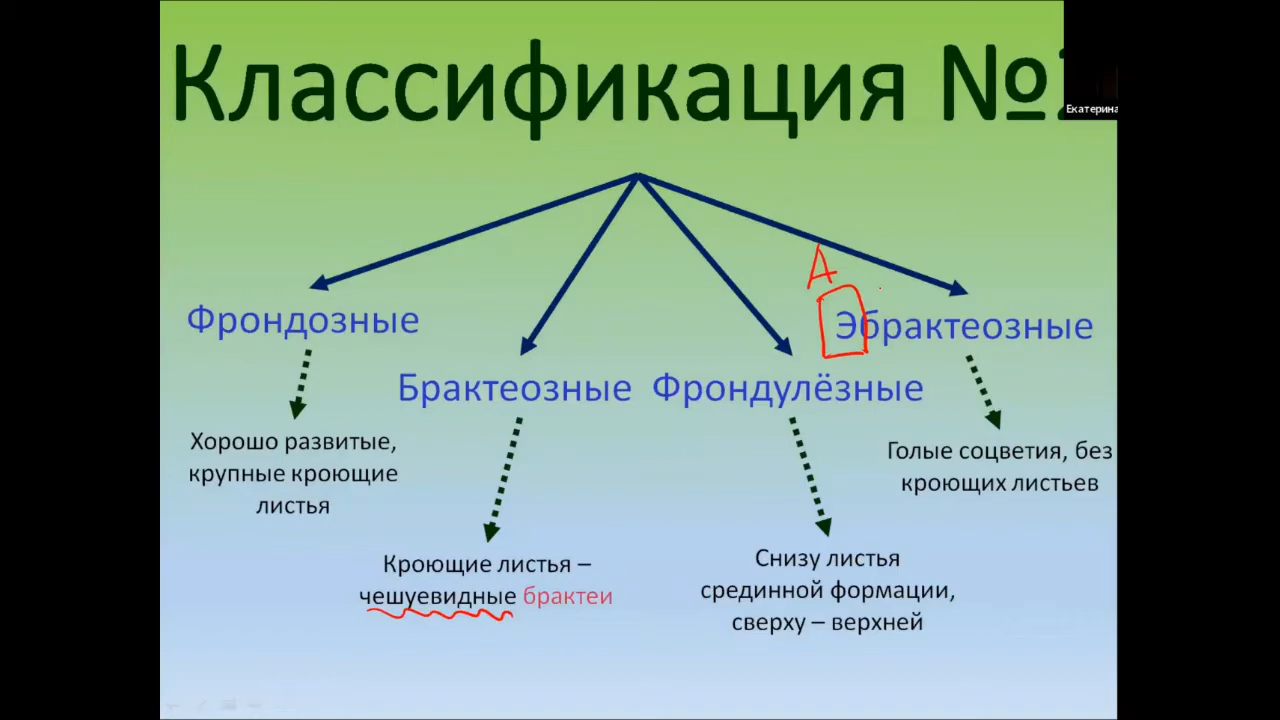 Классификация №
Екатерина
А
Фрондозные
Эбрактеозные
Брактеозные
Фрондулёзные
Хорошо развитые,
крупные кроющие
листья
Голые соцветия, без
кроющих листьев
Кроющие листья –
чешуевидные брактеи
Снизу листья
срединной формации,
сверху – верхней